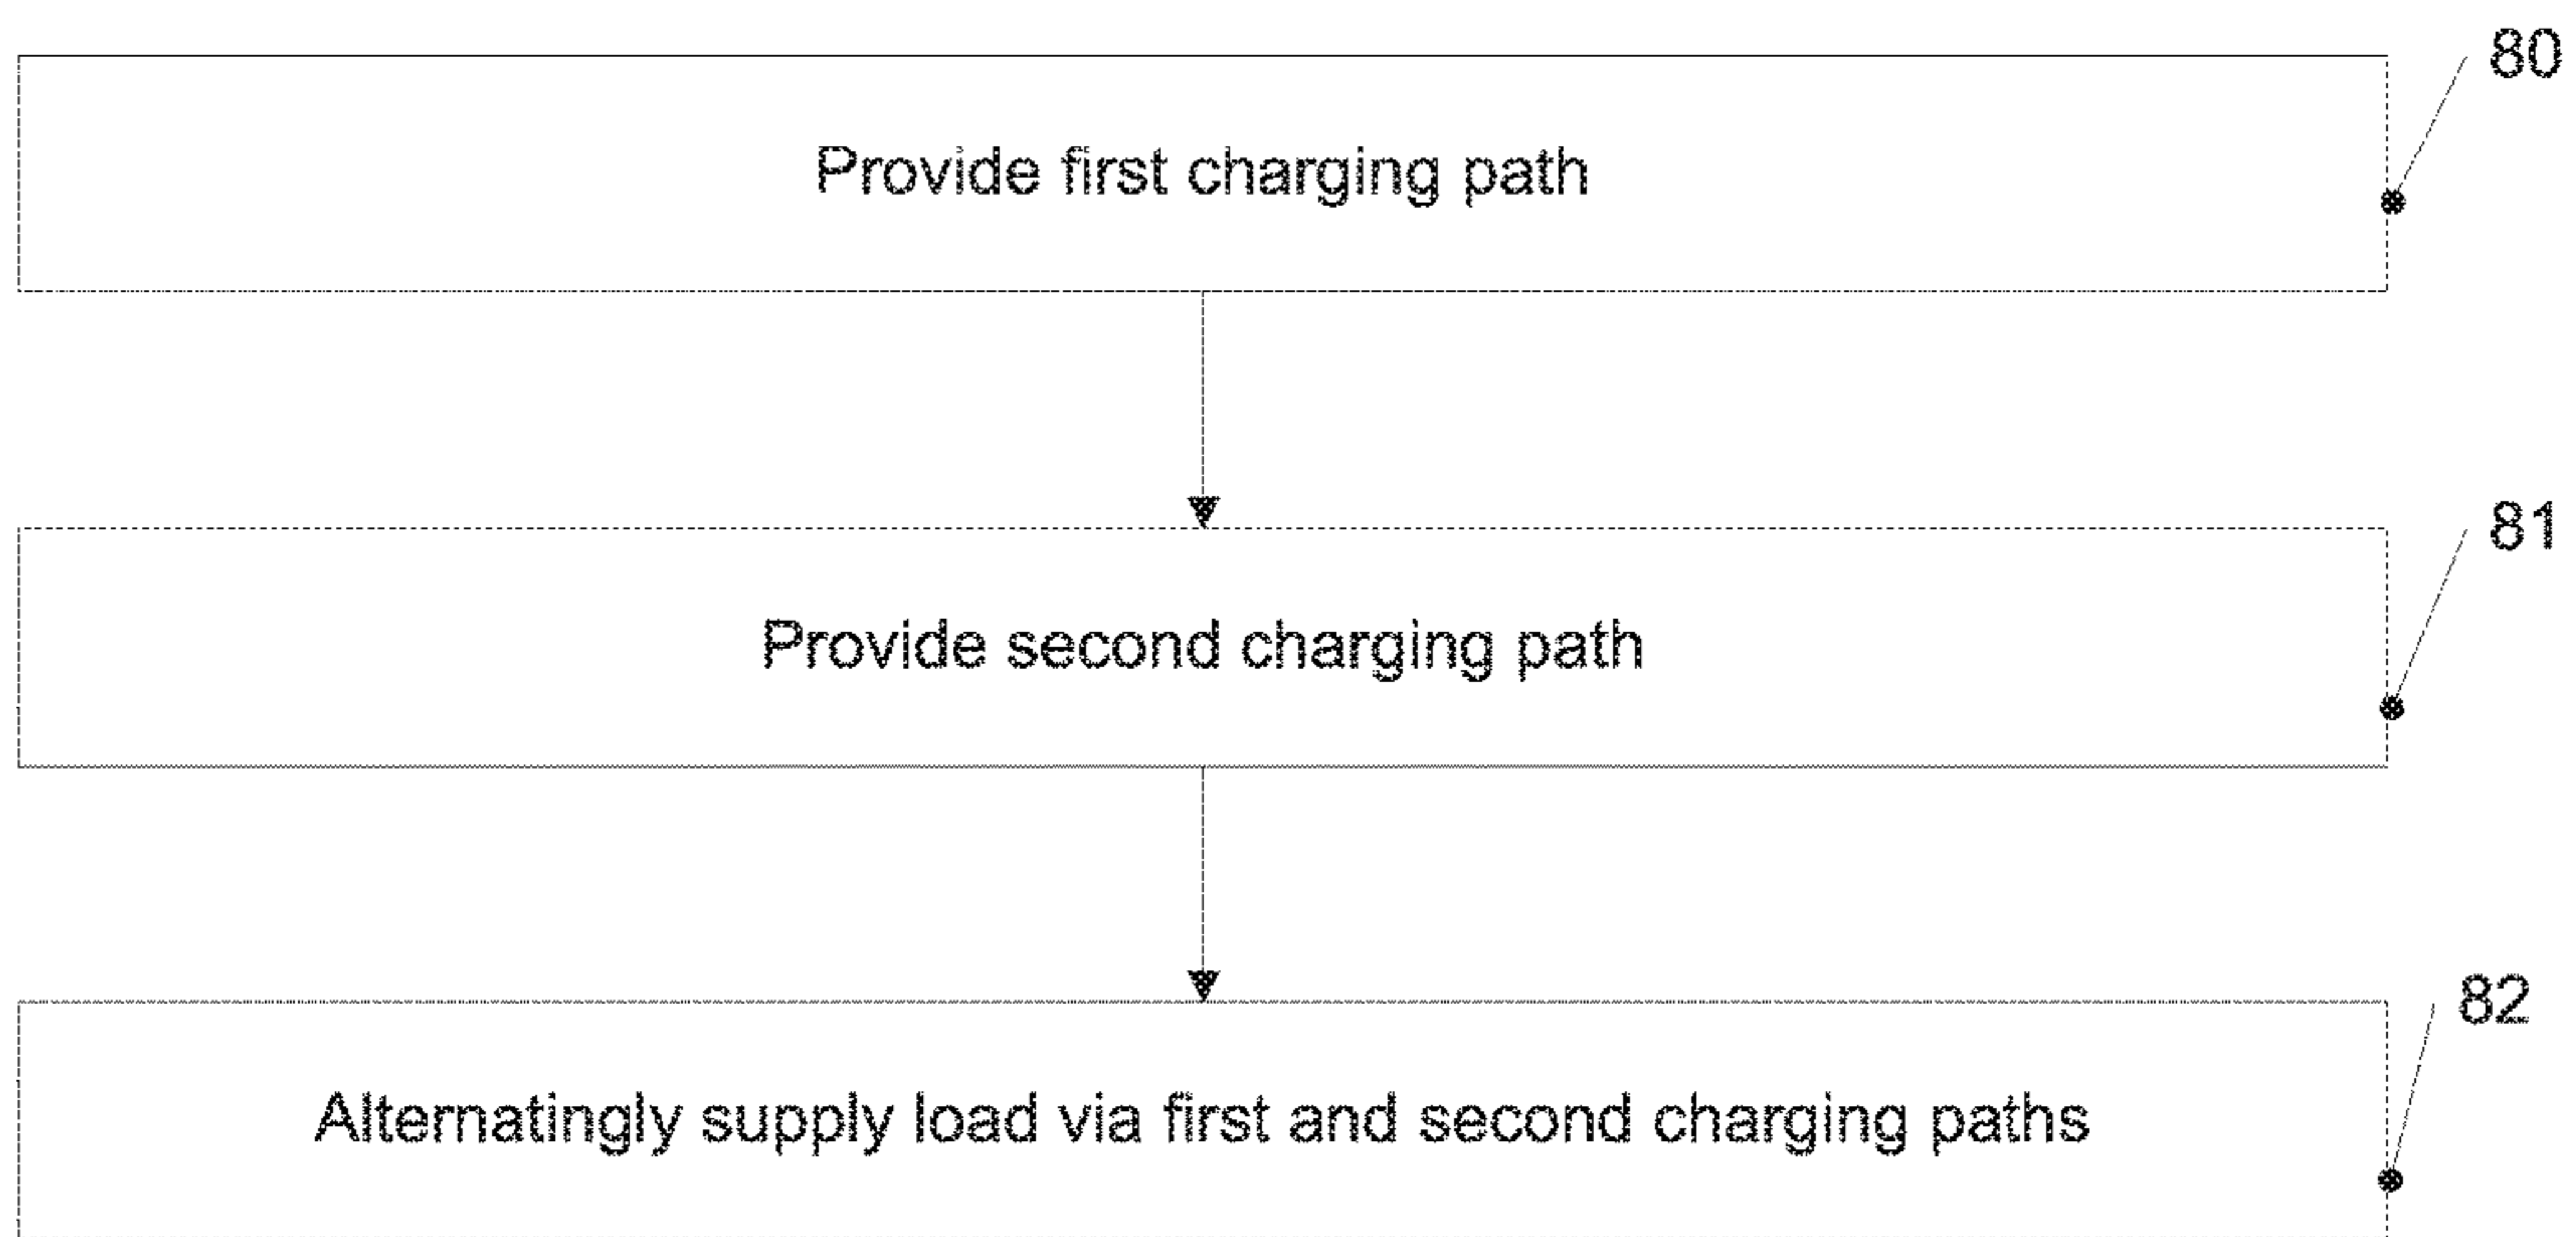 80
Provide first charging path
81
Provide second charging path
82
Alternatingly supply load via first and second charging paths